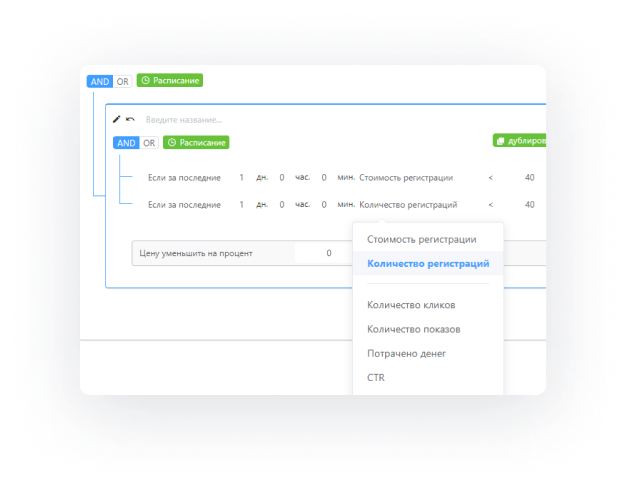 AND OR Расписание
Введите название...
AND OR Расписание дублиров
Если за последние 1 дн. 0 час. 0 мин. Стоимость регистрации < 40
Если за последние 1 дн. 0 час. 0 мин. Количество регистраций < 40
Стоимость регистрации
Цену уменьшить на процент 0
Количество регистраций
Количество кликов
Количество показов
Потрачено денег
CTR